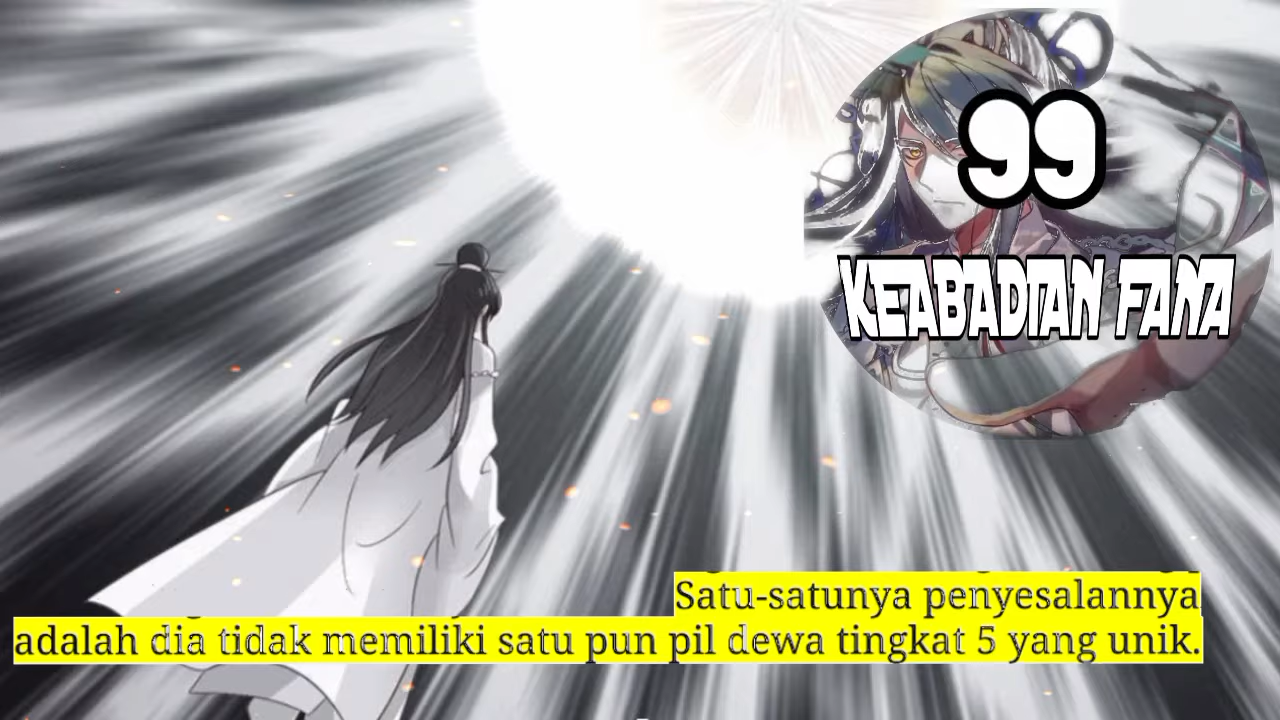 99
KEABADIAN FANA
Satu-satunya penyesalannya
adalah dia tidak memiliki satu pun pil dewa tingkat 5 yang unik.